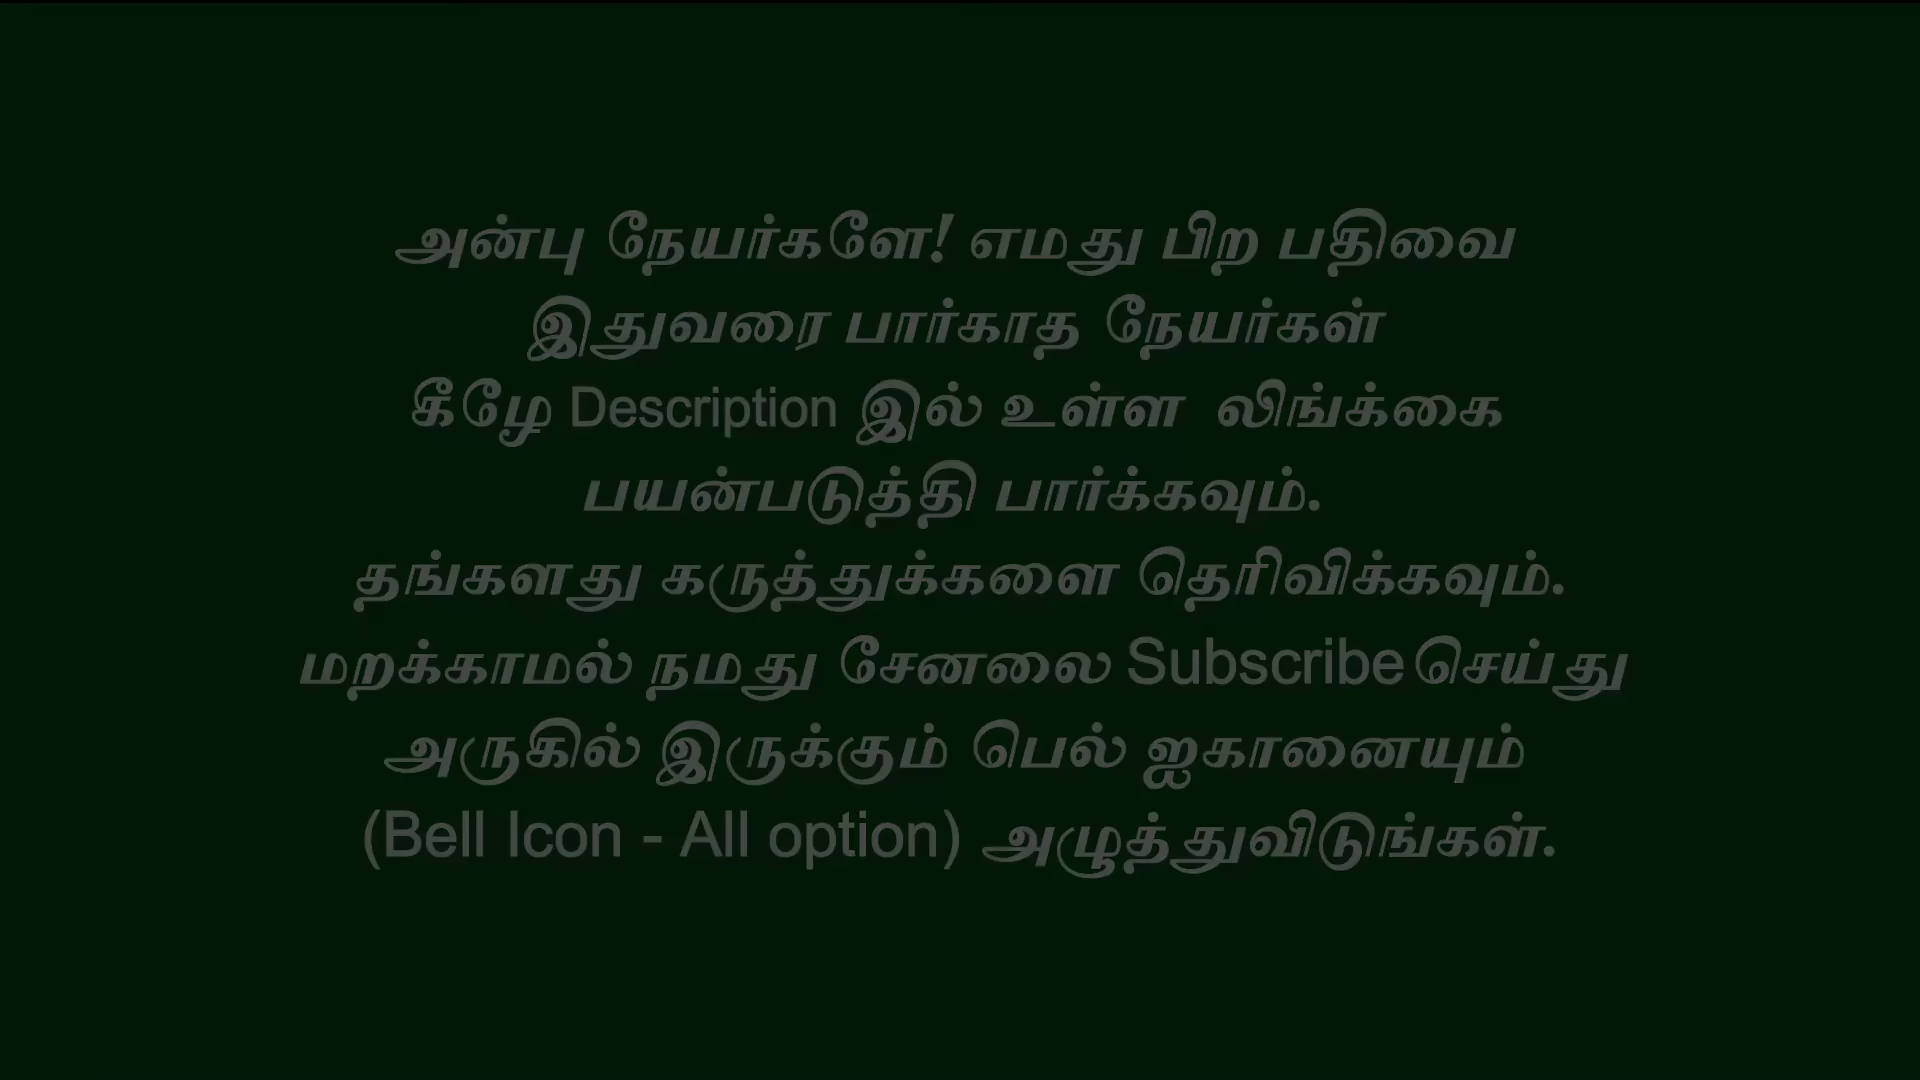 அன்பு நேயர்களே! எமது பிற பதிவை
இதுவரை பார்காத நேயர்கள்
கீழே Description இல் உள்ள லிங்க்கை
பயன்படுத்தி பார்க்கவும்.
தங்களது கருத்துக்களை தெரிவிக்கவும்.
மறக்காமல் நமது சேனலை Subscribe செய்து
அருகில் இருக்கும் பெல் ஐகானையும்
(Bell Icon - All option) அழுத்துவிடுங்கள்.